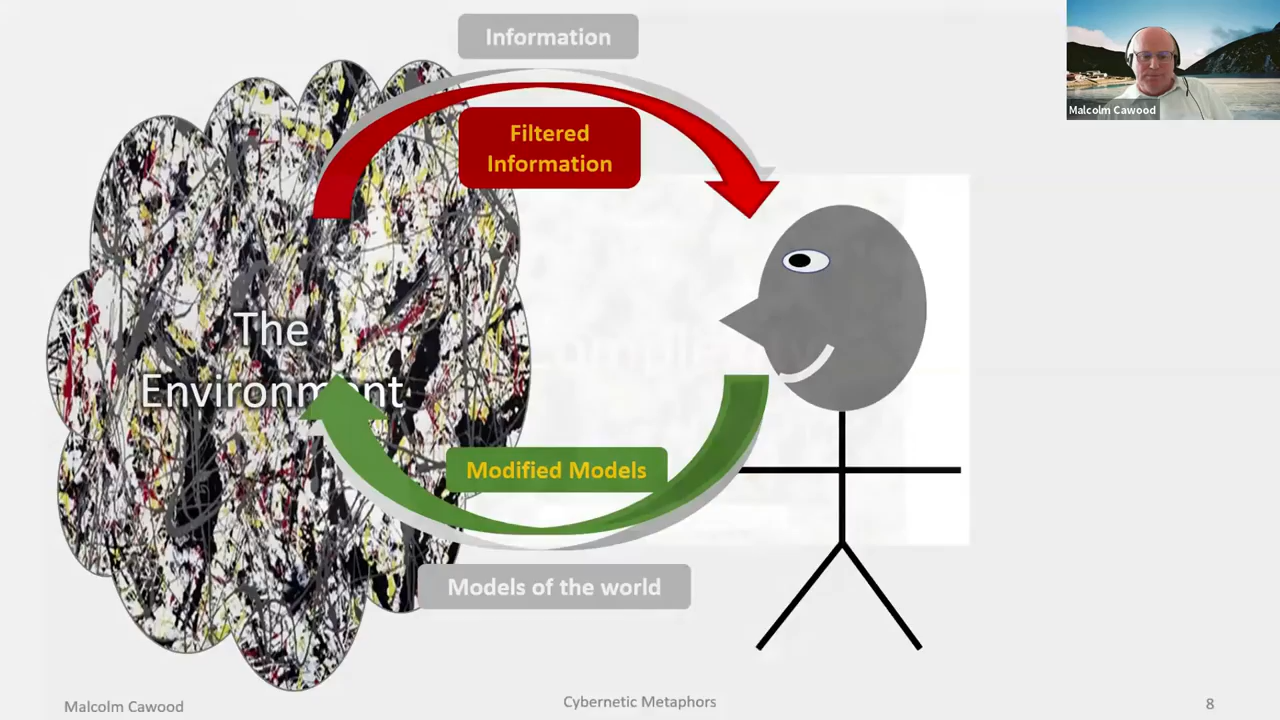 Information
Filtered
Information
Malcolm Cawood
The
Environment
Modified Models
Models of the world
Malcolm Cawood
Cybernetic Metaphors
8